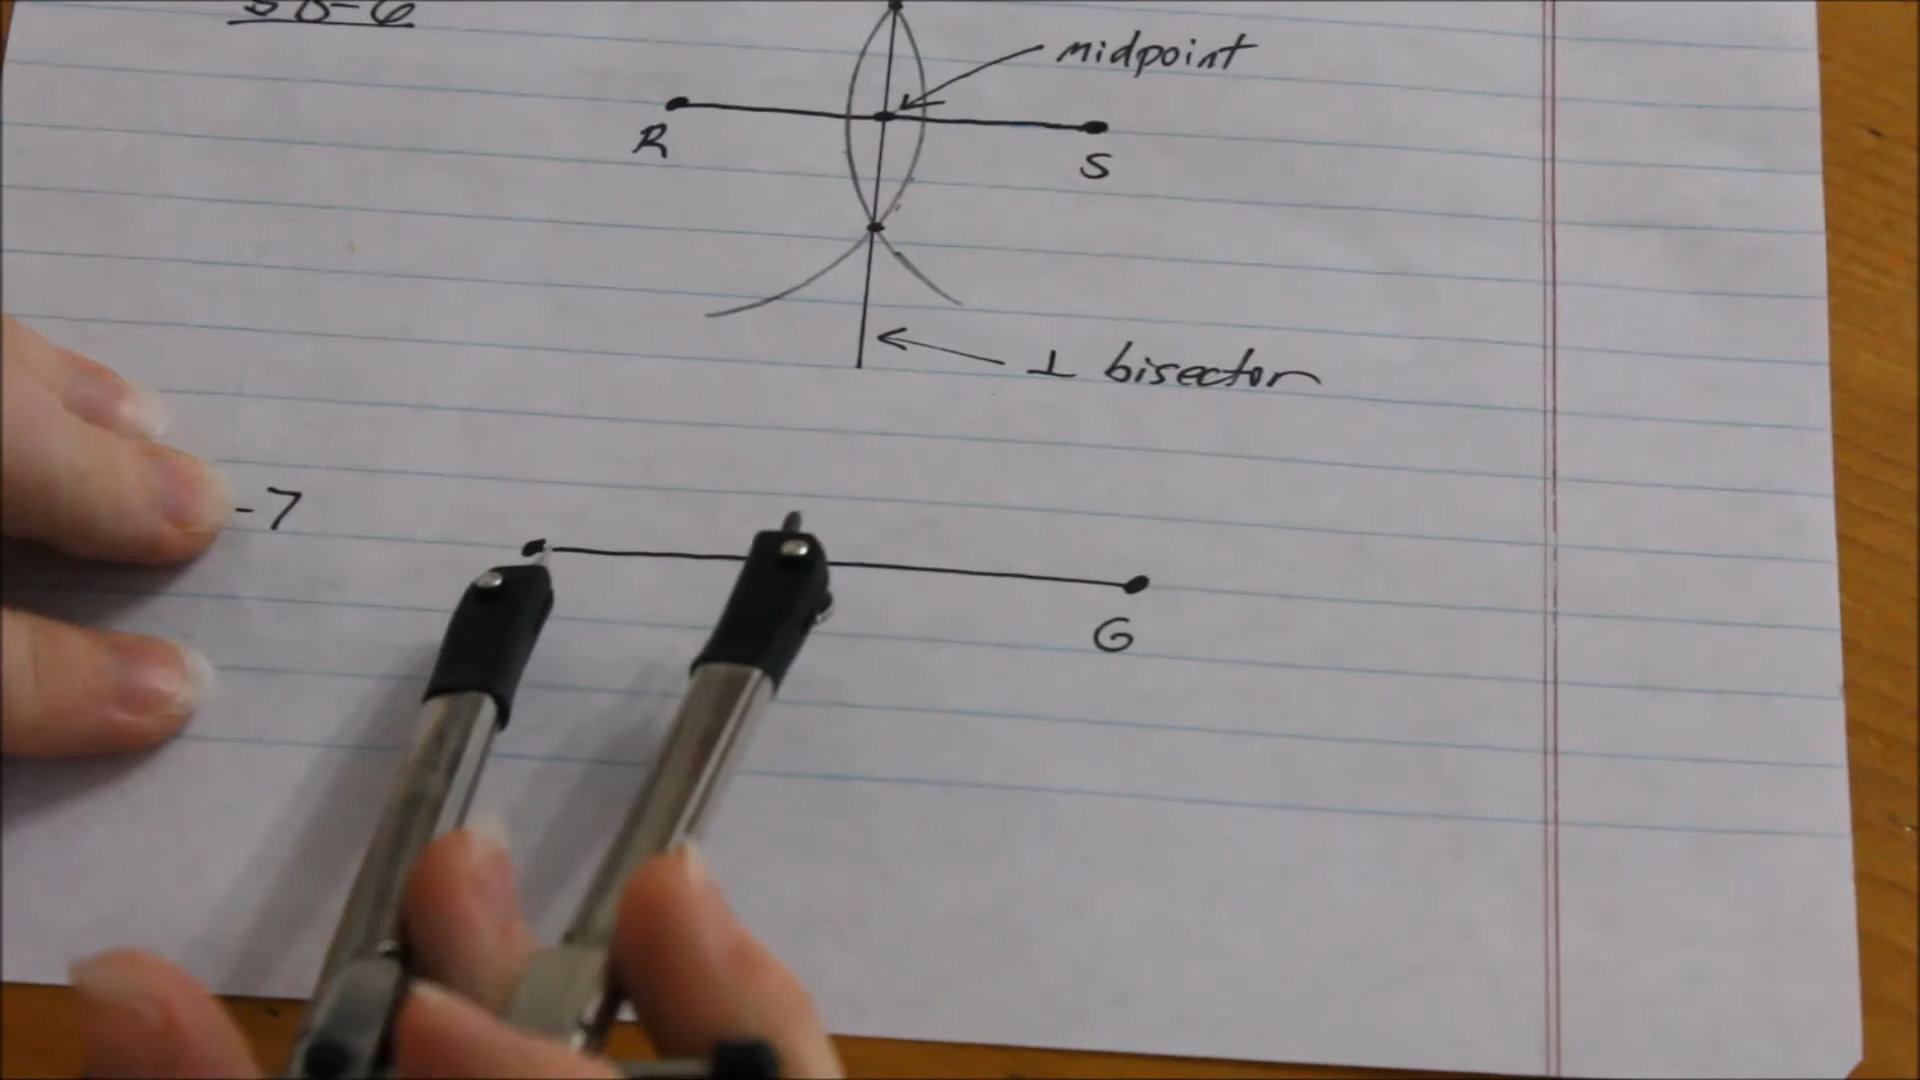 midpoint
R
S
⊥ bisector
-7
G